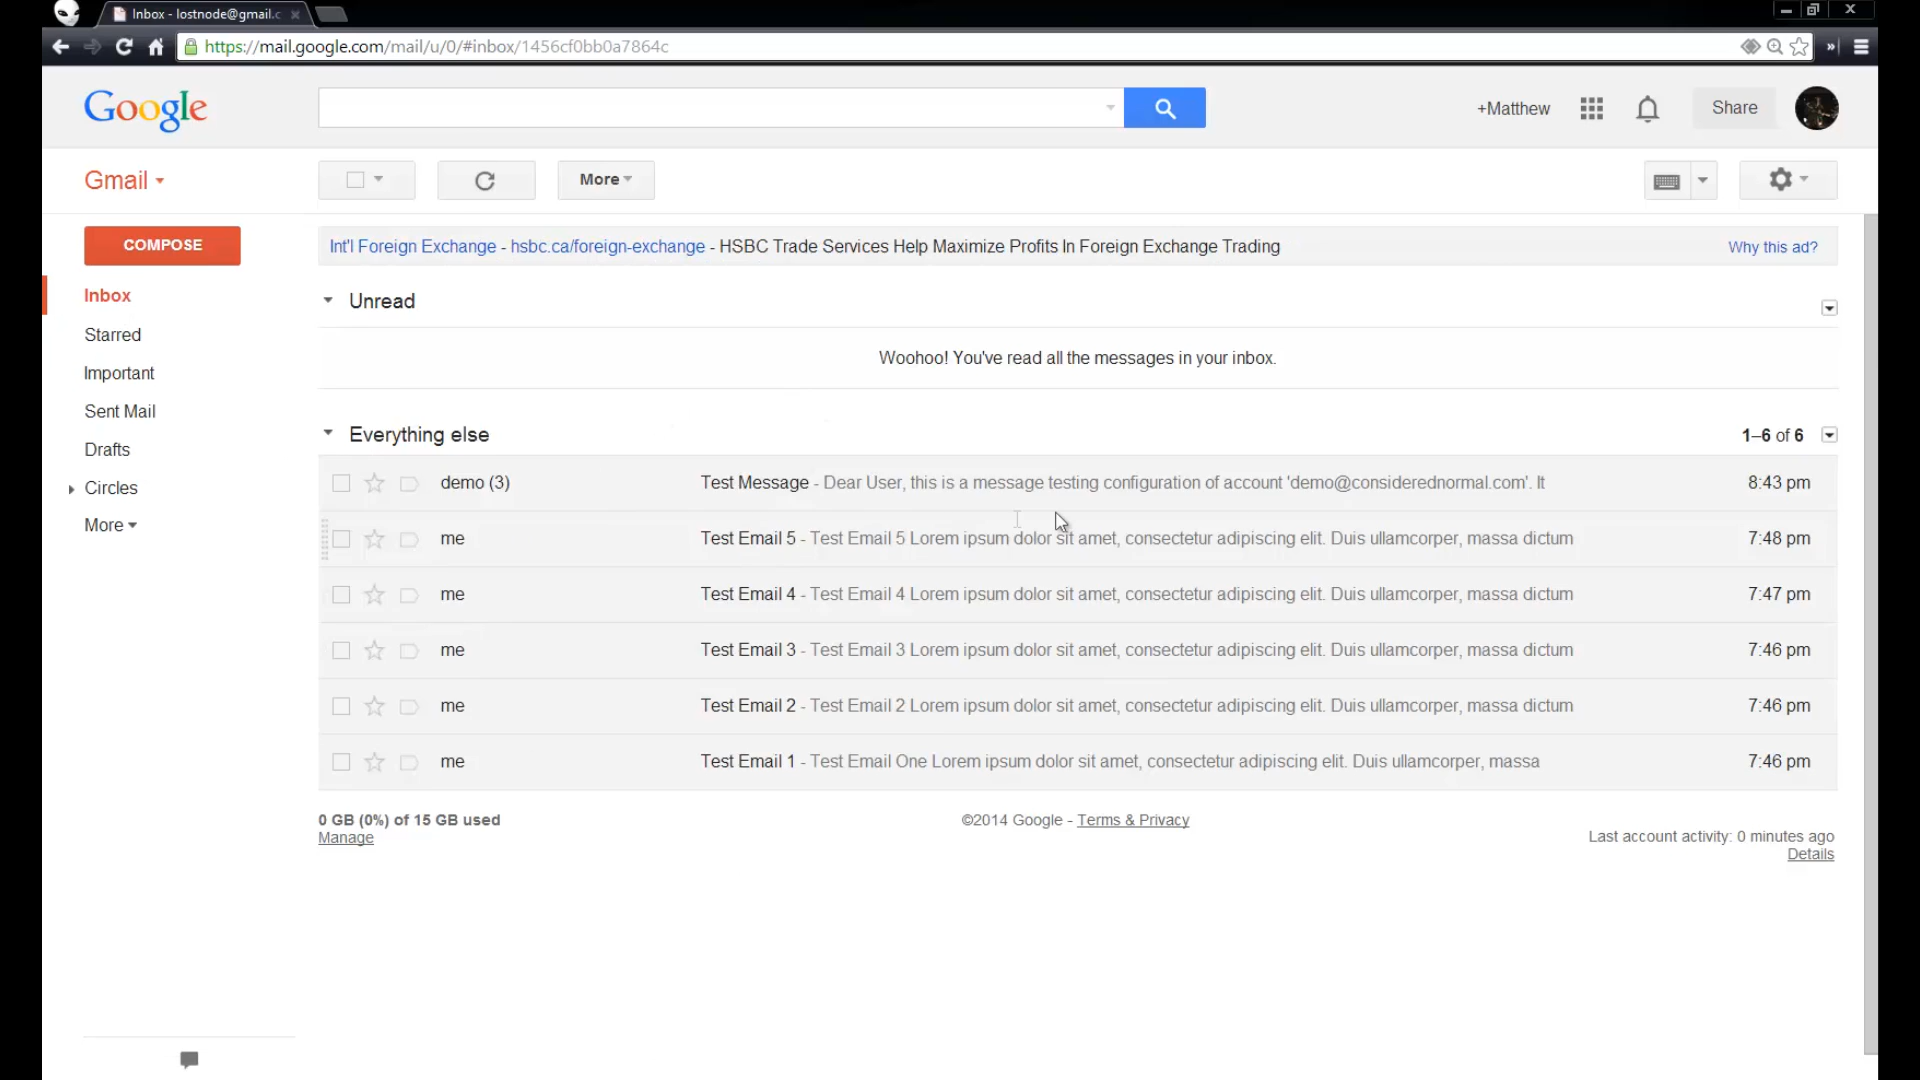 Inbox - lostnode@gmail.c
https://mail.google.com/mail/u/0/#inbox/1456cf0bb0a7864c
Google
+Matthew
Share
Gmail
More
COMPOSE
Int'l Foreign Exchange - hsbc.ca/foreign-exchange - HSBC Trade Services Help Maximize Profits In Foreign Exchange Trading
Why this ad?
Inbox
Starred
Important
Sent Mail
Drafts
Circles
More
Unread
Woohoo! You've read all the messages in your inbox.
Everything else
1–6 of 6
demo (3) Test Message - Dear User, this is a message testing configuration of account 'demo@considerednormal.com'. It 8:43 pm
me Test Email 5 - Test Email 5 Lorem ipsum dolor sit amet, consectetur adipiscing elit. Duis ullamcorper, massa dictum 7:48 pm
me Test Email 4 - Test Email 4 Lorem ipsum dolor sit amet, consectetur adipiscing elit. Duis ullamcorper, massa dictum 7:47 pm
me Test Email 3 - Test Email 3 Lorem ipsum dolor sit amet, consectetur adipiscing elit. Duis ullamcorper, massa dictum 7:46 pm
me Test Email 2 - Test Email 2 Lorem ipsum dolor sit amet, consectetur adipiscing elit. Duis ullamcorper, massa dictum 7:46 pm
me Test Email 1 - Test Email One Lorem ipsum dolor sit amet, consectetur adipiscing elit. Duis ullamcorper, massa 7:46 pm
0 GB (0%) of 15 GB used
Manage
©2014 Google - Terms & Privacy
Last account activity: 0 minutes ago
Details